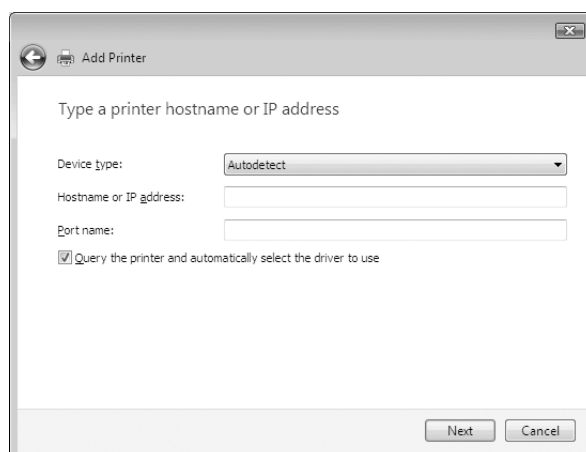 Add Printer
Type a printer hostname or IP address
Device type: Autodetect
Hostname or IP address:
Port name:
Query the printer and automatically select the driver to use
Next Cancel